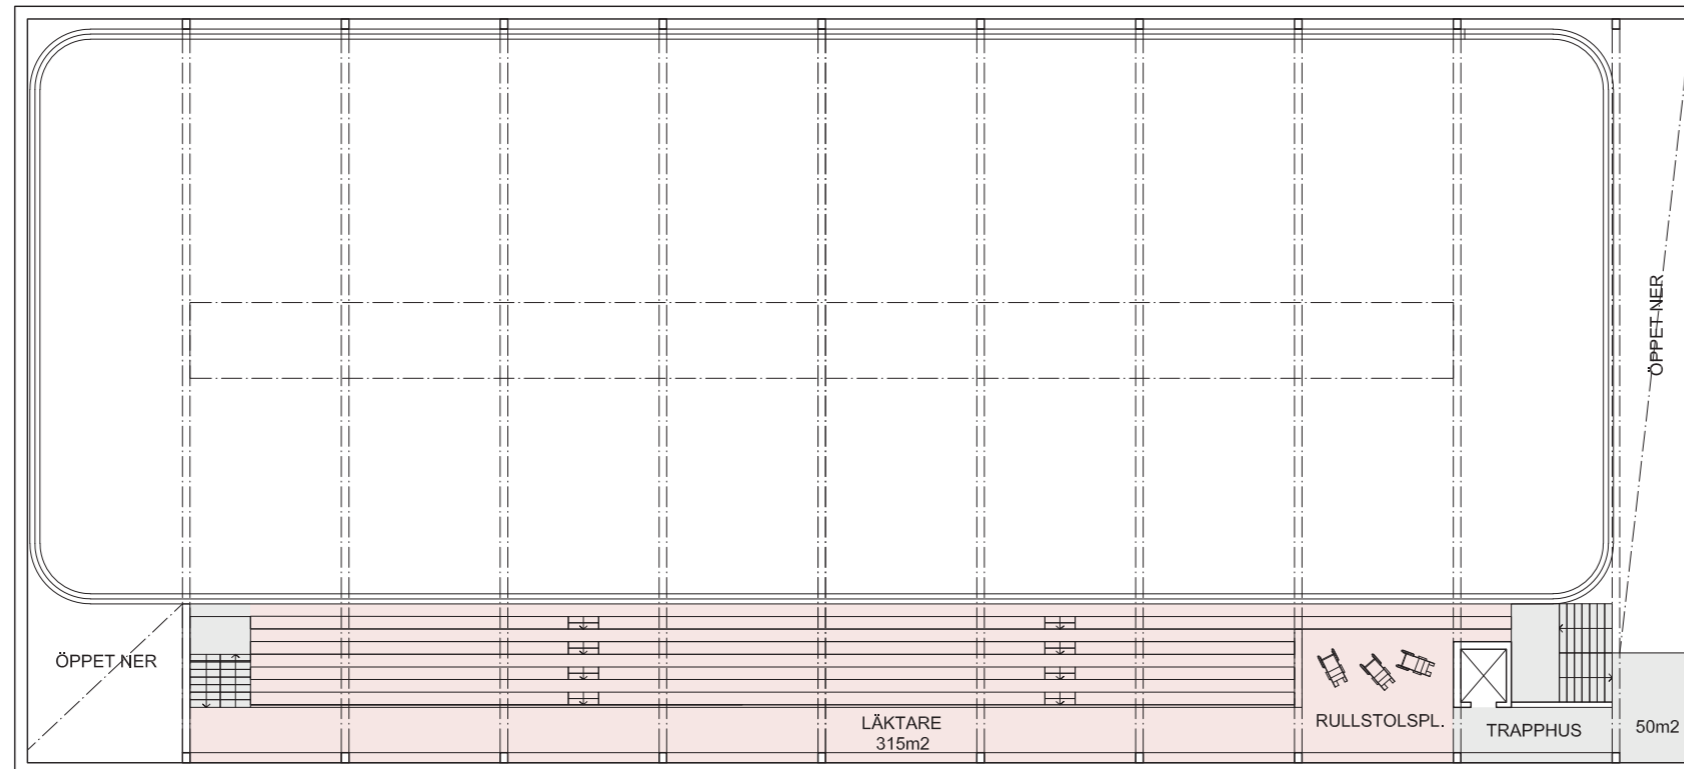 ÖPPET NER
ÖPPET NER
LÄKTARE
315m2
RULLSTOLSPL.
TRAPPHUS
50m2